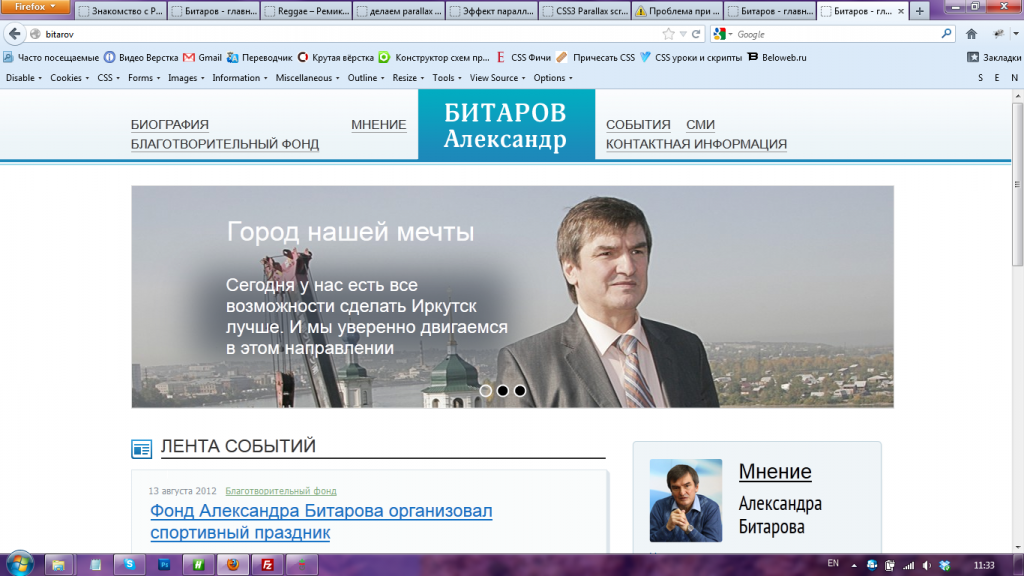 Firefox
Знакомство с P...
Битаров - главн...
Reggae – Ремик...
делаем parallax ...
Эффект паралл...
CSS3 Parallax scr...
Проблема при ...
Битаров - главн...
Битаров - гл...
bitarov
Google
Часто посещаемые
Видео Верстка
Gmail
Переводчик
Крутая вёрстка
Конструктор схем пр...
CSS Фичи
Причесать CSS
CSS уроки и скрипты
Beloweb.ru
Закладки
Disable
Cookies
CSS
Forms
Images
Information
Miscellaneous
Outline
Resize
Tools
View Source
Options
S E N
БИОГРАФИЯ
МНЕНИЕ
БЛАГОТВОРИТЕЛЬНЫЙ ФОНД
БИТАРОВ
Александр
СОБЫТИЯ
СМИ
КОНТАКТНАЯ ИНФОРМАЦИЯ
Город нашей мечты
Сегодня у нас есть все
возможности сделать Иркутск
лучше. И мы уверенно двигаемся
в этом направлении
ЛЕНТА СОБЫТИЙ
13 августа 2012 Благотворительный фонд
Фонд Александра Битарова организовал
спортивный праздник
Мнение
Александра
Битарова
EN
11:33